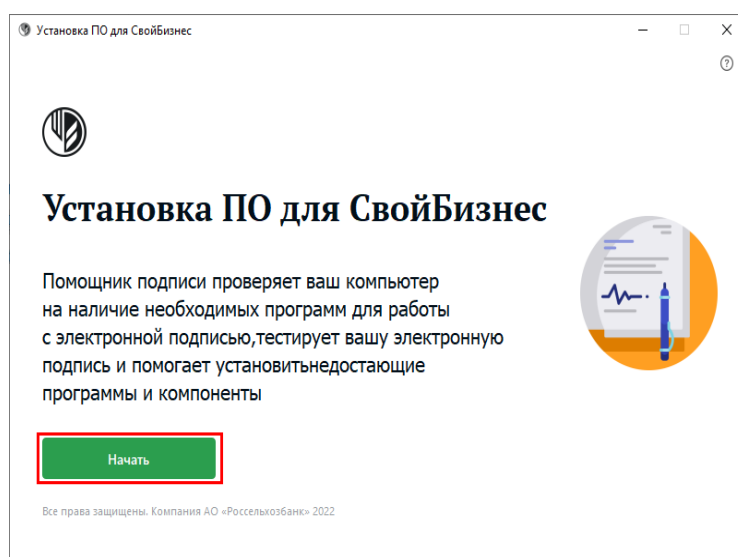 Установка ПО для СвойБизнес
Установка ПО для СвойБизнес
Помощник подписи проверяет ваш компьютер
на наличие необходимых программ для работы
с электронной подписью,тестирует вашу электронную
подпись и помогает установитьнедостающие
программы и компоненты
Начать
Все права защищены. Компания АО «Россельхозбанк» 2022